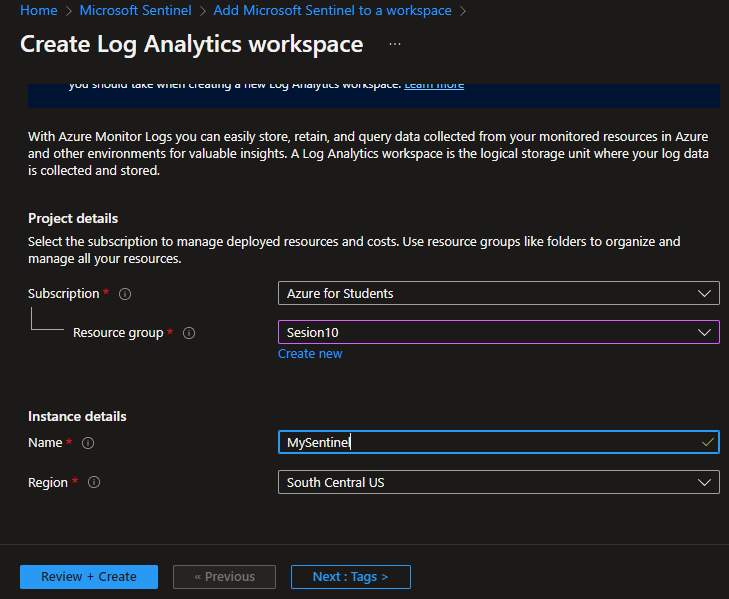 Home > Microsoft Sentinel > Add Microsoft Sentinel to a workspace >
Create Log Analytics workspace ...
you should take when creating a new Log Analytics workspace. Learn more
With Azure Monitor Logs you can easily store, retain, and query data collected from your monitored resources in Azure
and other environments for valuable insights. A Log Analytics workspace is the logical storage unit where your log data
is collected and stored.
Project details
Select the subscription to manage deployed resources and costs. Use resource groups like folders to organize and
manage all your resources.
Subscription * Azure for Students
Resource group * Sesion10
Create new
Instance details
Name * MySentinel
Region * South Central US
Review + Create « Previous Next : Tags >